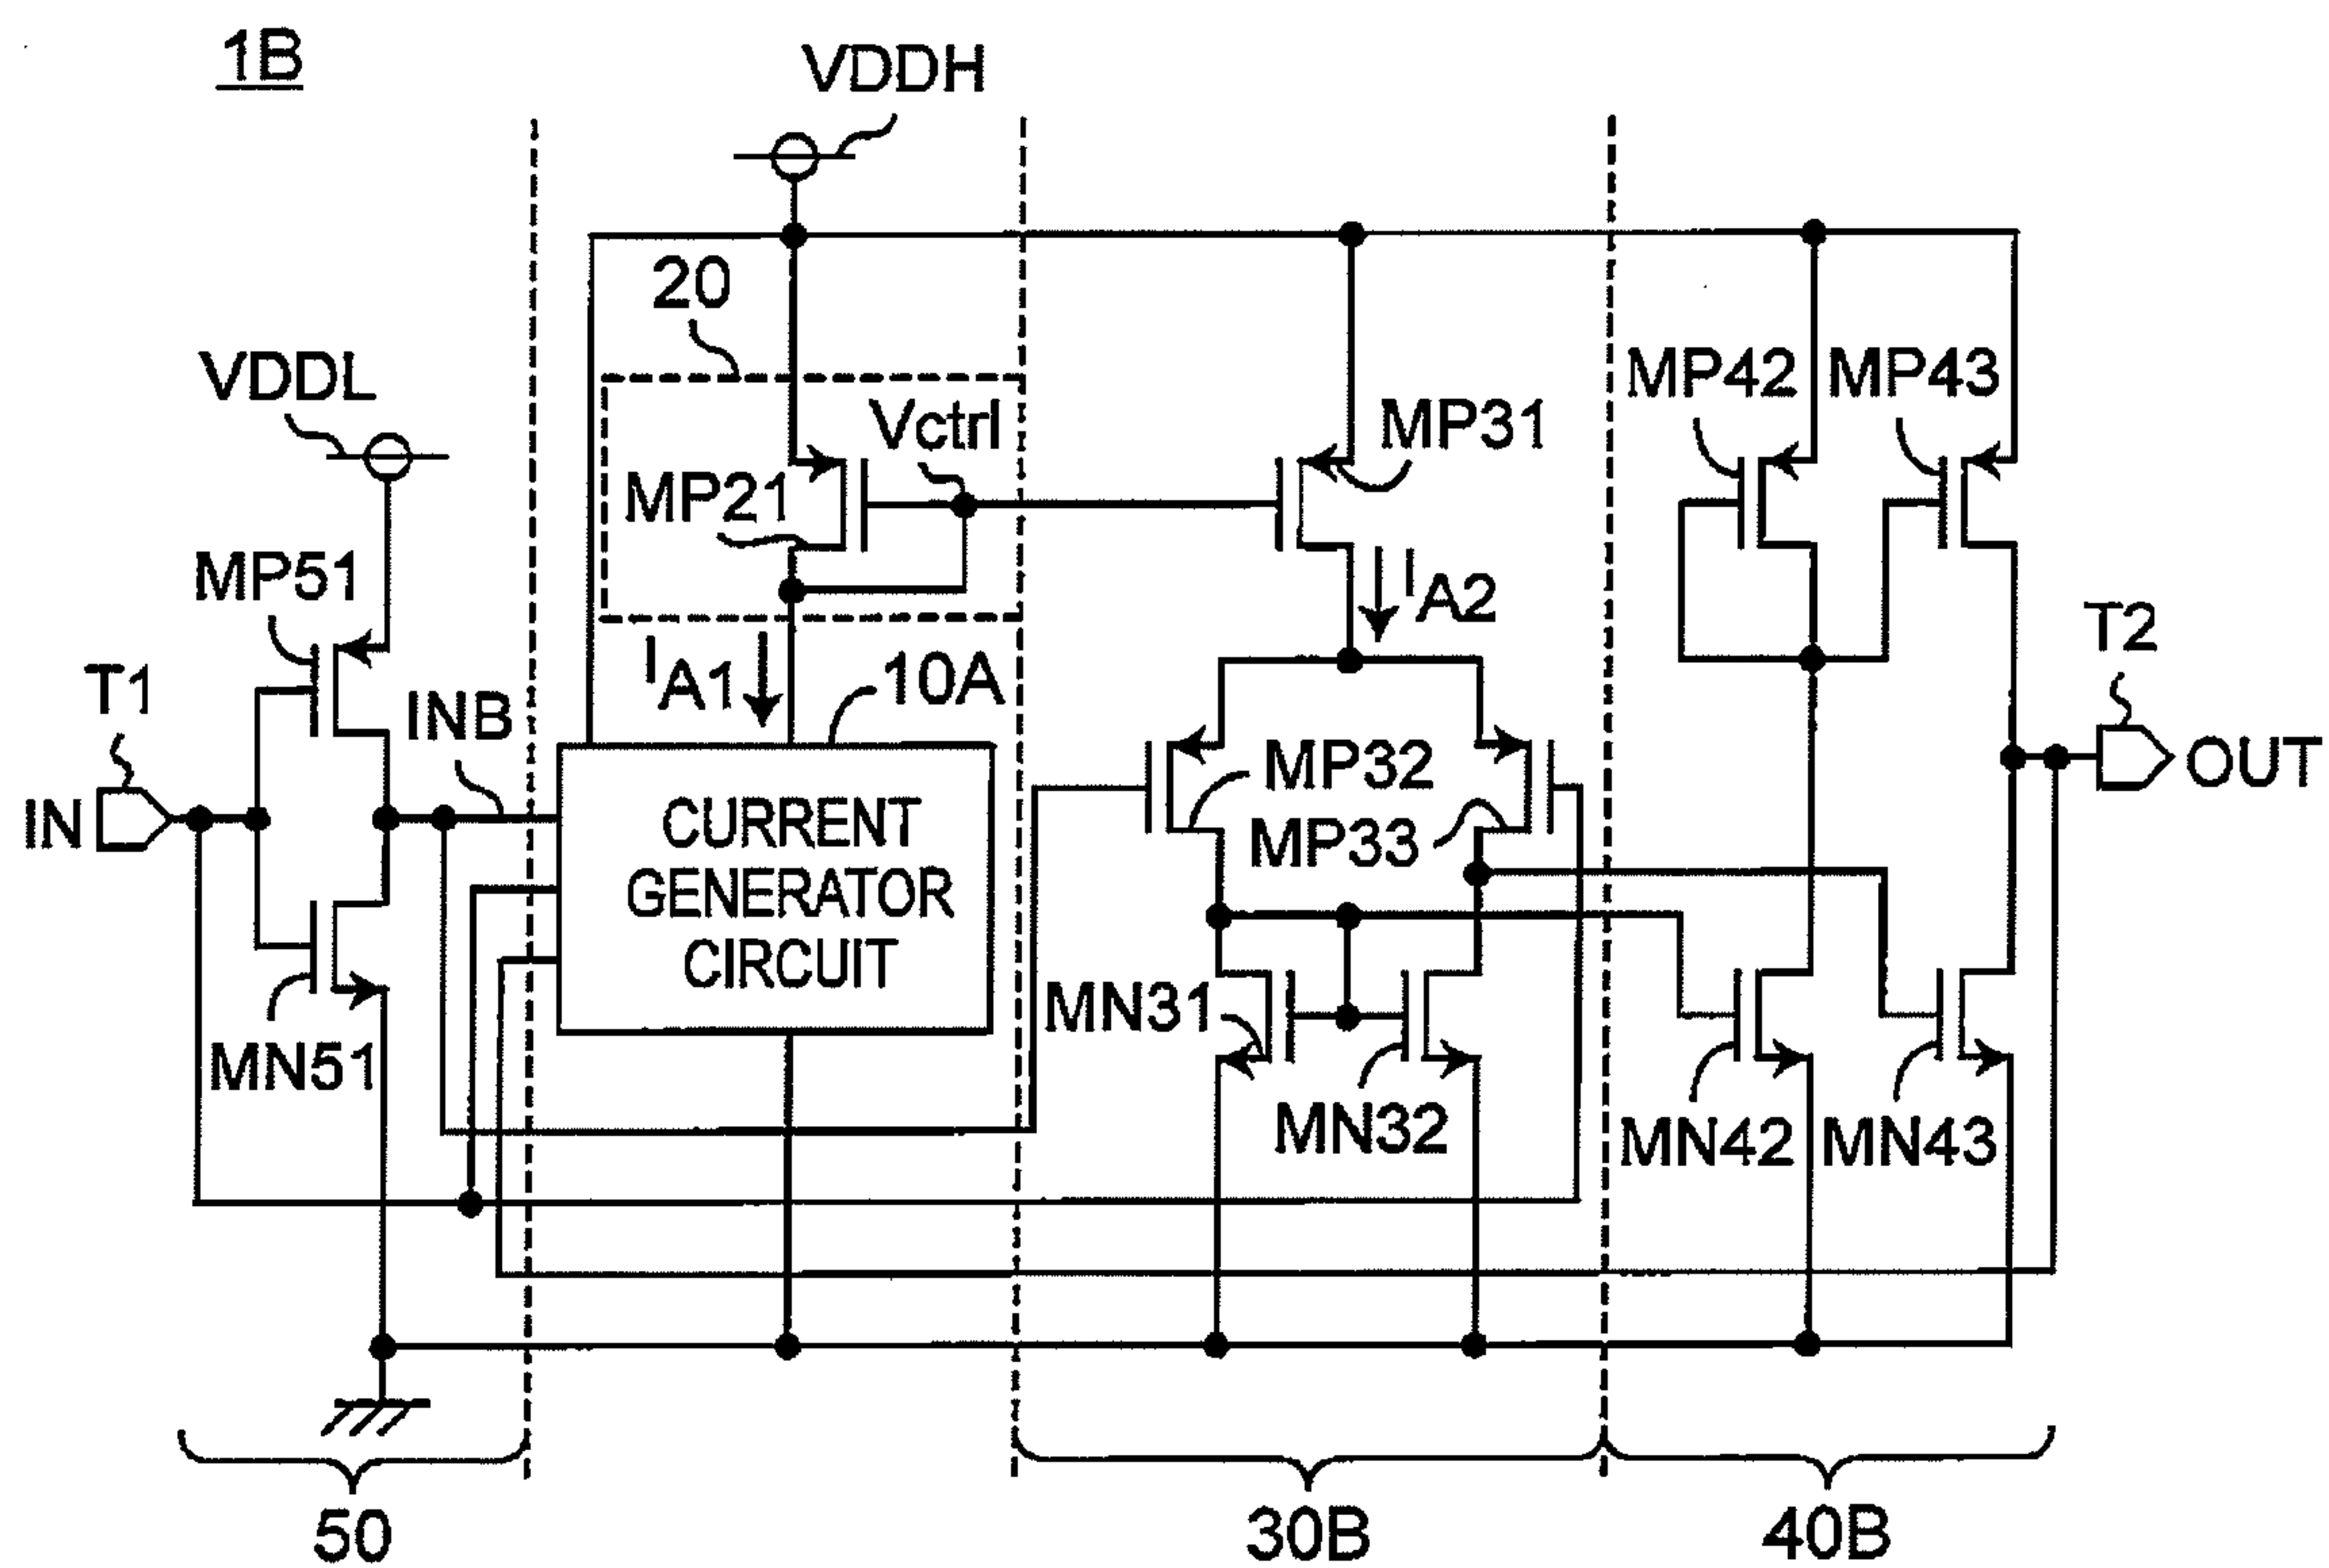 1B
VDDH
20
VDDL
Vctrl
MP21
MP31
MP42
MP43
MP51
IA1
IA2
T1
INB
10A
T2
IN
CURRENT
GENERATOR
CIRCUIT
MP32
MP33
OUT
MN51
MN31
MN32
MN42
MN43
50
30B
40B